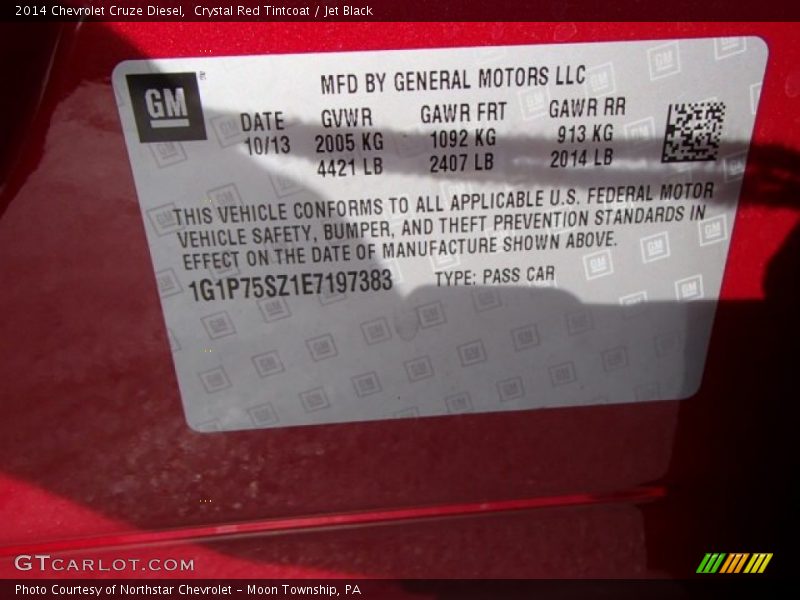 2014 Chevrolet Cruze Diesel, Crystal Red Tintcoat / Jet Black
MFD BY GENERAL MOTORS LLC
GM
DATE GVWR GAWR FRT GAWR RR
10/13 2005 KG 1092 KG 913 KG
4421 LB 2407 LB 2014 LB
THIS VEHICLE CONFORMS TO ALL APPLICABLE U.S. FEDERAL MOTOR
VEHICLE SAFETY, BUMPER, AND THEFT PREVENTION STANDARDS IN
EFFECT ON THE DATE OF MANUFACTURE SHOWN ABOVE.
1G1P75SZ1E7197383 TYPE: PASS CAR
GTCARLOT.COM
Photo Courtesy of Northstar Chevrolet - Moon Township, PA